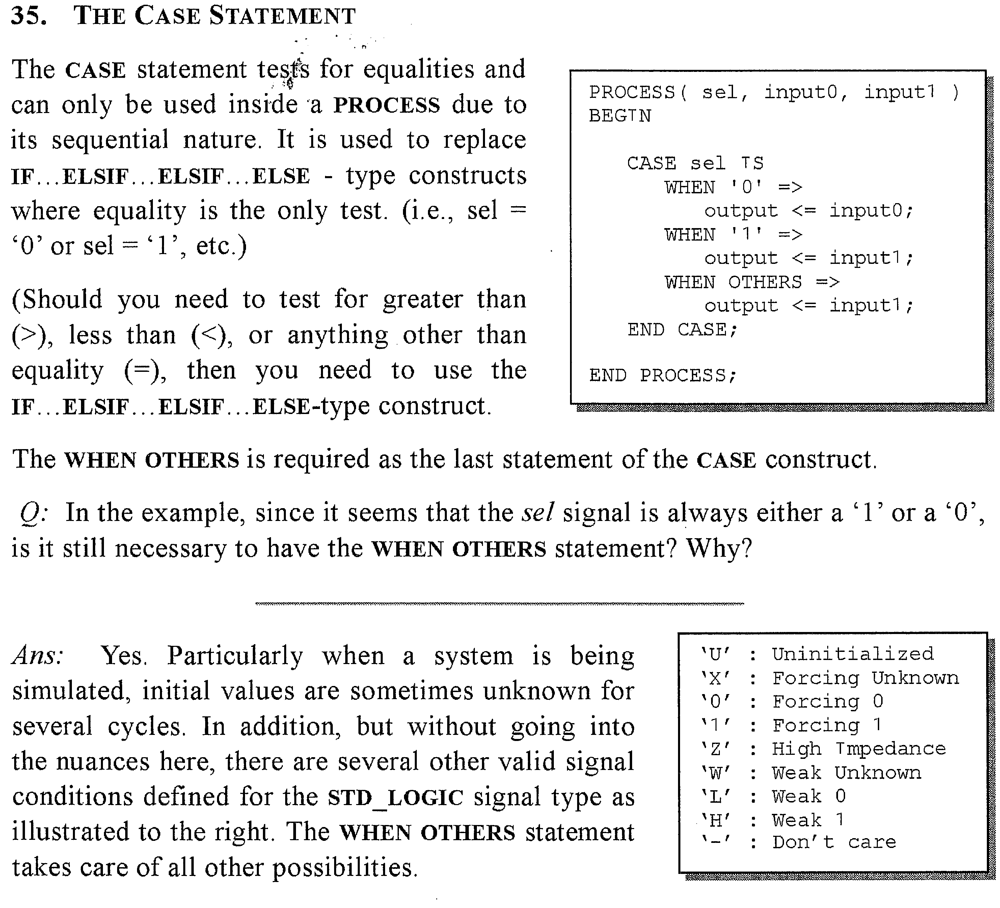 35. THE CASE STATEMENT
The CASE statement tests for equalities and
can only be used inside a PROCESS due to
its sequential nature. It is used to replace
IF...ELSIF...ELSIF...ELSE - type constructs
where equality is the only test. (i.e., sel =
‘0’ or sel = ‘1’, etc.)
(Should you need to test for greater than
(>), less than (<), or anything other than
equality (=), then you need to use the
IF...ELSIF...ELSIF...ELSE-type construct.
PROCESS( sel, input0, input1 )
BEGIN
CASE sel IS
WHEN '0' =>
output <= input0;
WHEN '1' =>
output <= input1;
WHEN OTHERS =>
output <= input1;
END CASE;
END PROCESS;
The WHEN OTHERS is required as the last statement of the CASE construct.
Q: In the example, since it seems that the sel signal is always either a ‘1’ or a ‘0’,
is it still necessary to have the WHEN OTHERS statement? Why?
Ans: Yes. Particularly when a system is being
simulated, initial values are sometimes unknown for
several cycles. In addition, but without going into
the nuances here, there are several other valid signal
conditions defined for the STD_LOGIC signal type as
illustrated to the right. The WHEN OTHERS statement
takes care of all other possibilities.
‘U’ : Uninitialized
‘X’ : Forcing Unknown
‘0’ : Forcing 0
‘1’ : Forcing 1
‘Z’ : High Impedance
‘W’ : Weak Unknown
‘L’ : Weak 0
‘H’ : Weak 1
‘-’ : Don’t care